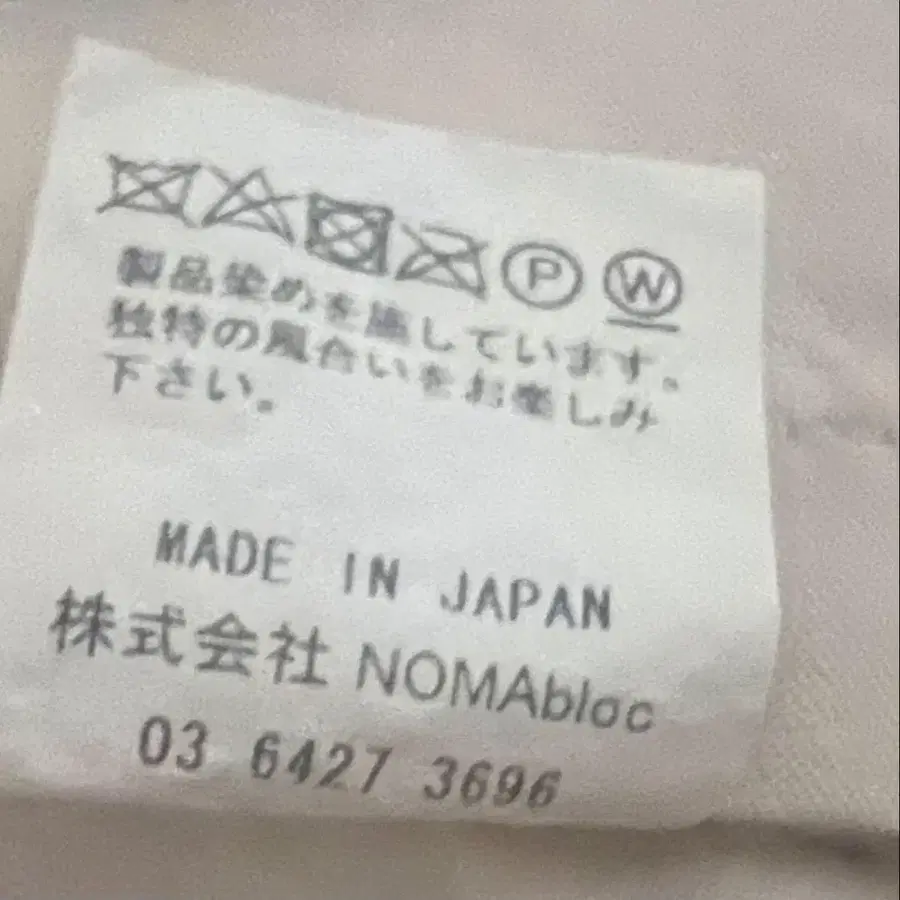 P W
製品染めを施しています。
独特の風合いをお楽しみ
下さい。
MADE IN JAPAN
株式会社 NOMAbloc
03 6427 3696